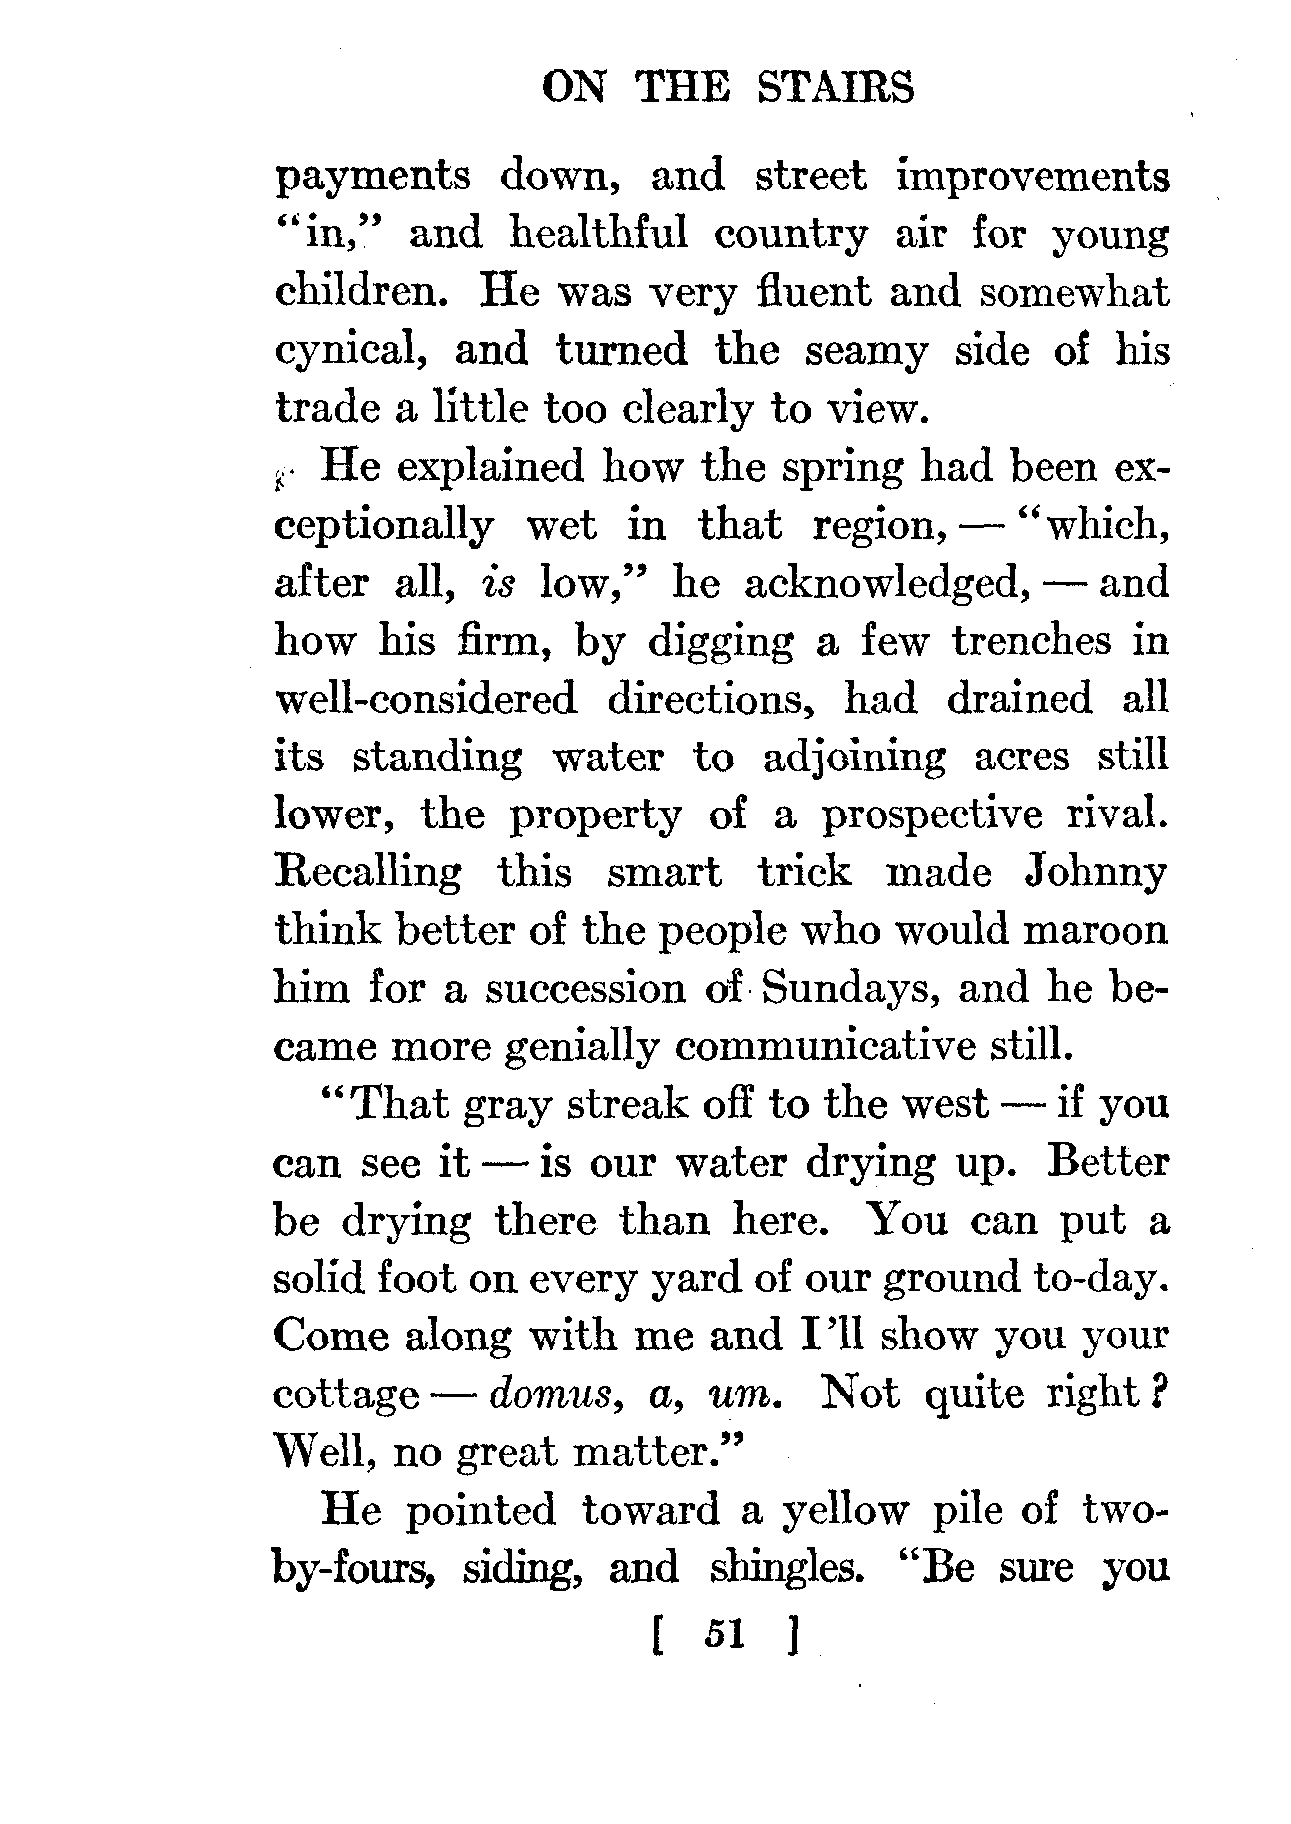 ON THE STAIRS
payments down, and street improvements
“in,” and healthful country air for young
children. He was very fluent and somewhat
cynical, and turned the seamy side of his
trade a little too clearly to view.
He explained how the spring had been ex-
ceptionally wet in that region, — “which,
after all, is low,” he acknowledged, — and
how his firm, by digging a few trenches in
well-considered directions, had drained all
its standing water to adjoining acres still
lower, the property of a prospective rival.
Recalling this smart trick made Johnny
think better of the people who would maroon
him for a succession of Sundays, and he be-
came more genially communicative still.
“That gray streak off to the west — if you
can see it — is our water drying up. Better
be drying there than here. You can put a
solid foot on every yard of our ground to-day.
Come along with me and I’ll show you your
cottage — domus, a, um. Not quite right?
Well, no great matter.”
He pointed toward a yellow pile of two-
by-fours, siding, and shingles. “Be sure you
[ 51 ]